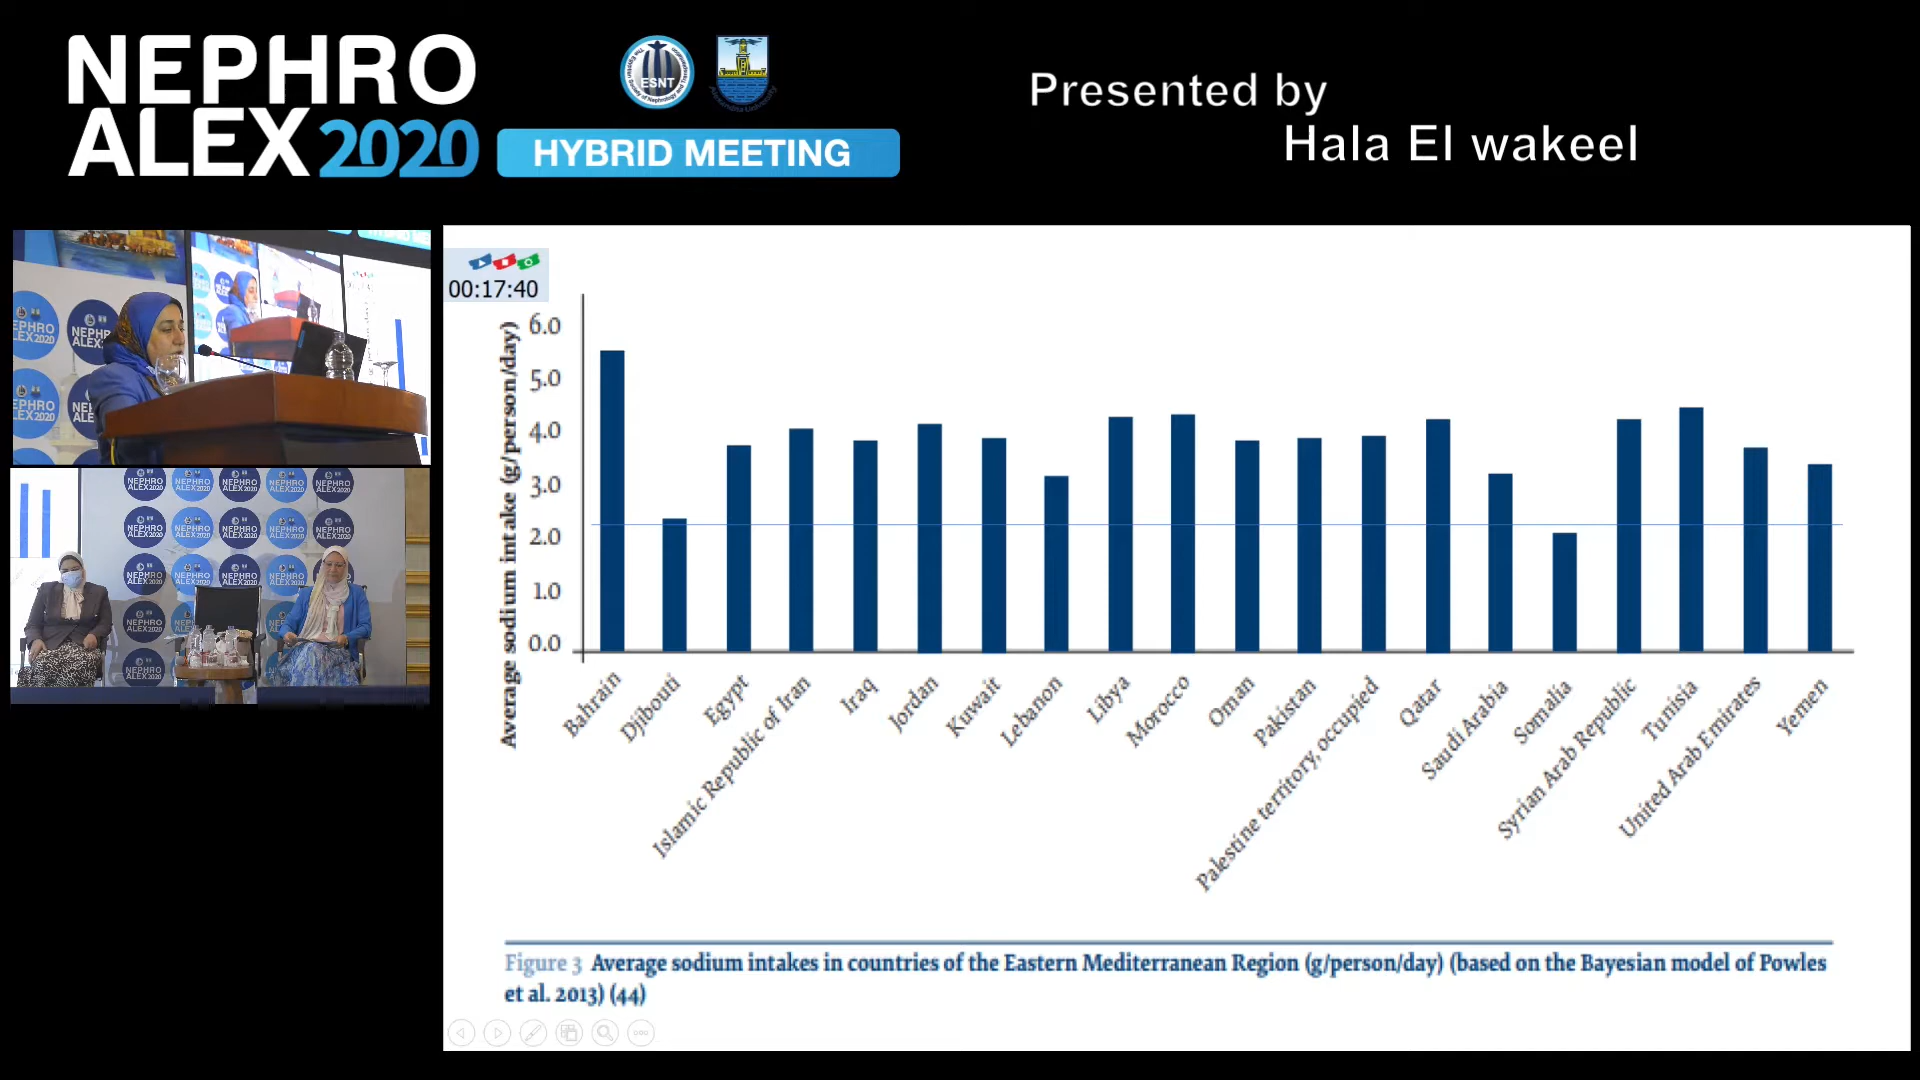 NEPHRO
ALEX 2020
HYBRID MEETING
ESNT
Presented by
Hala El wakeel
00:17:40
Average sodium intake (g/person/day)
6.0
5.0
4.0
3.0
2.0
1.0
0.0
Bahrain
Djibouti
Egypt
Islamic Republic of Iran
Iraq
Jordan
Kuwait
Lebanon
Libya
Morocco
Oman
Pakistan
Palestine territory, occupied
Qatar
Saudi Arabia
Somalia
Syrian Arab Republic
Tunisia
United Arab Emirates
Yemen
Figure 3 Average sodium intakes in countries of the Eastern Mediterranean Region (g/person/day) (based on the Bayesian model of Powles
et al. 2013) (44)